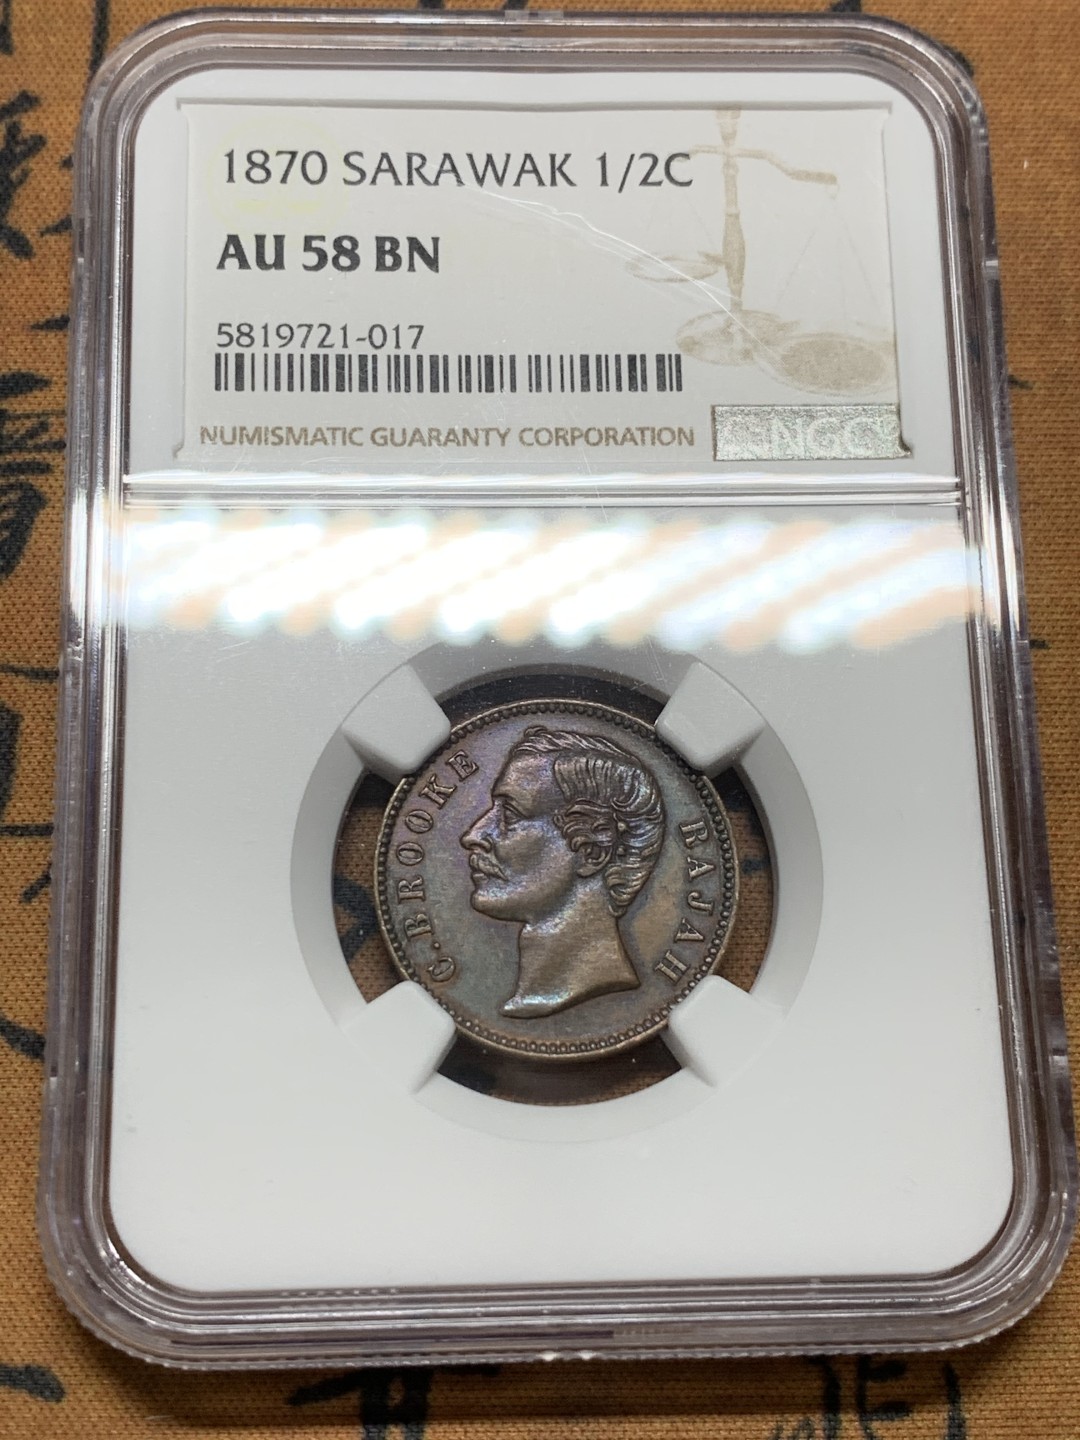 1870 SARAWAK 1/2C
AU 58 BN
5819721-017
NUMISMATIC GUARANTY CORPORATION
NGC
C. BROOKE RAJAH